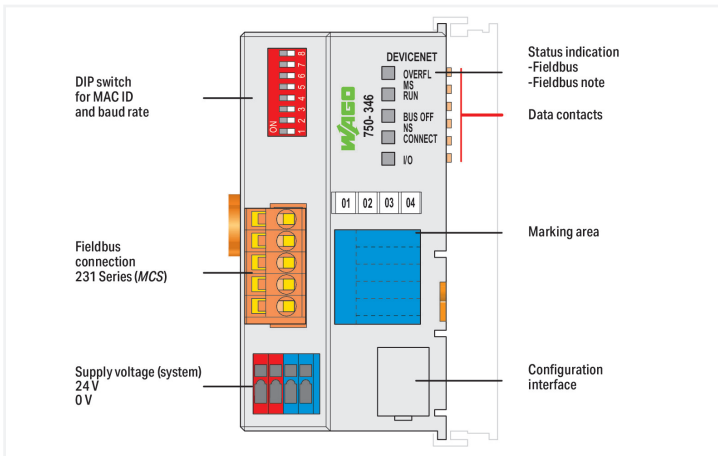 DIP switch
for MAC ID
and baud rate
ON
1 2 3 4 5 6 7 8
Fieldbus
connection
231 Series (MCS)
Supply voltage (system)
24 V
0 V
WAGO
750- 346
DEVICENET
OVERFL
MS
RUN
BUS OFF
NS
CONNECT
I/O
01 02 03 04
Status indication
-Fieldbus
-Fieldbus note
Data contacts
Marking area
Configuration
interface